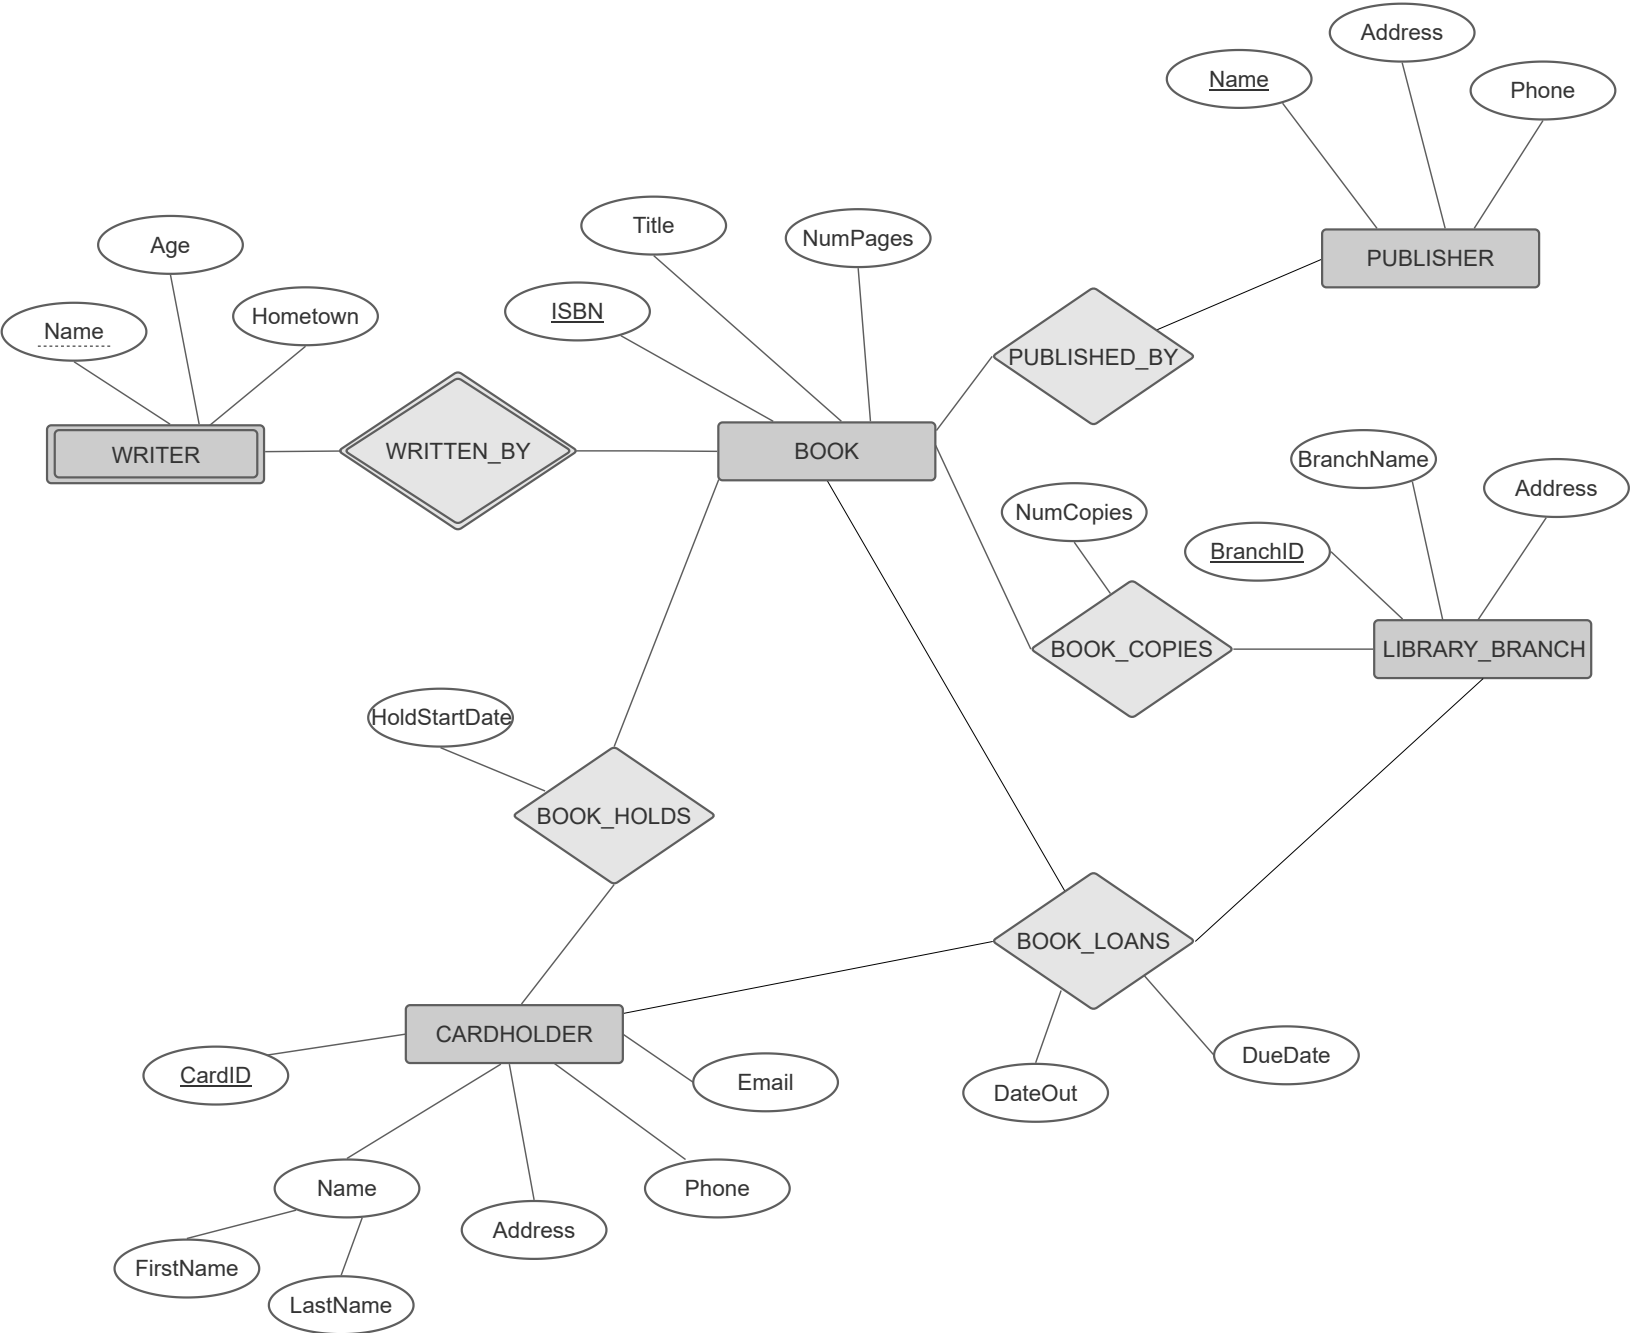 Address
Name
Phone
Title
NumPages
Age
PUBLISHER
ISBN
Hometown
Name
PUBLISHED_BY
WRITER
WRITTEN_BY
BOOK
BranchName
Address
NumCopies
BranchID
BOOK_COPIES
LIBRARY_BRANCH
HoldStartDate
BOOK_HOLDS
BOOK_LOANS
CARDHOLDER
DueDate
CardID
Email
DateOut
Name
Phone
Address
FirstName
LastName